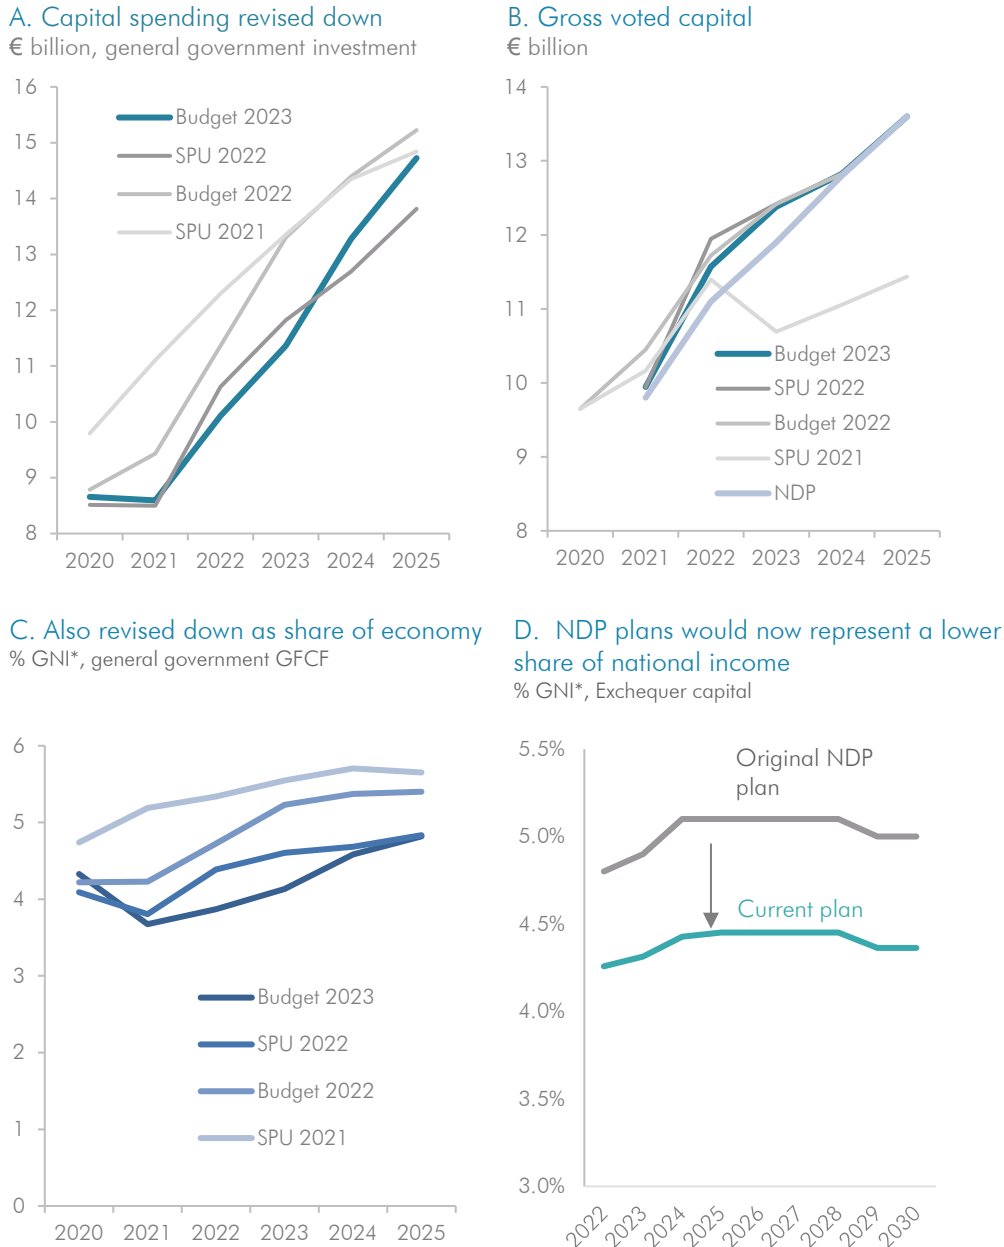 A. Capital spending revised down
€ billion, general government investment
16
15
14
13
12
11
10
9
8
Budget 2023
SPU 2022
Budget 2022
SPU 2021
2020 2021 2022 2023 2024 2025
B. Gross voted capital
€ billion
14
13
12
11
10
9
8
Budget 2023
SPU 2022
Budget 2022
SPU 2021
NDP
2020 2021 2022 2023 2024 2025
C. Also revised down as share of economy
% GNI*, general government GFCF
6
5
4
3
2
1
0
Budget 2023
SPU 2022
Budget 2022
SPU 2021
2020 2021 2022 2023 2024 2025
D. NDP plans would now represent a lower
share of national income
% GNI*, Exchequer capital
5.5%
5.0%
4.5%
4.0%
3.5%
3.0%
Original NDP
plan
Current plan
2022 2023 2024 2025 2026 2027 2028 2029 2030